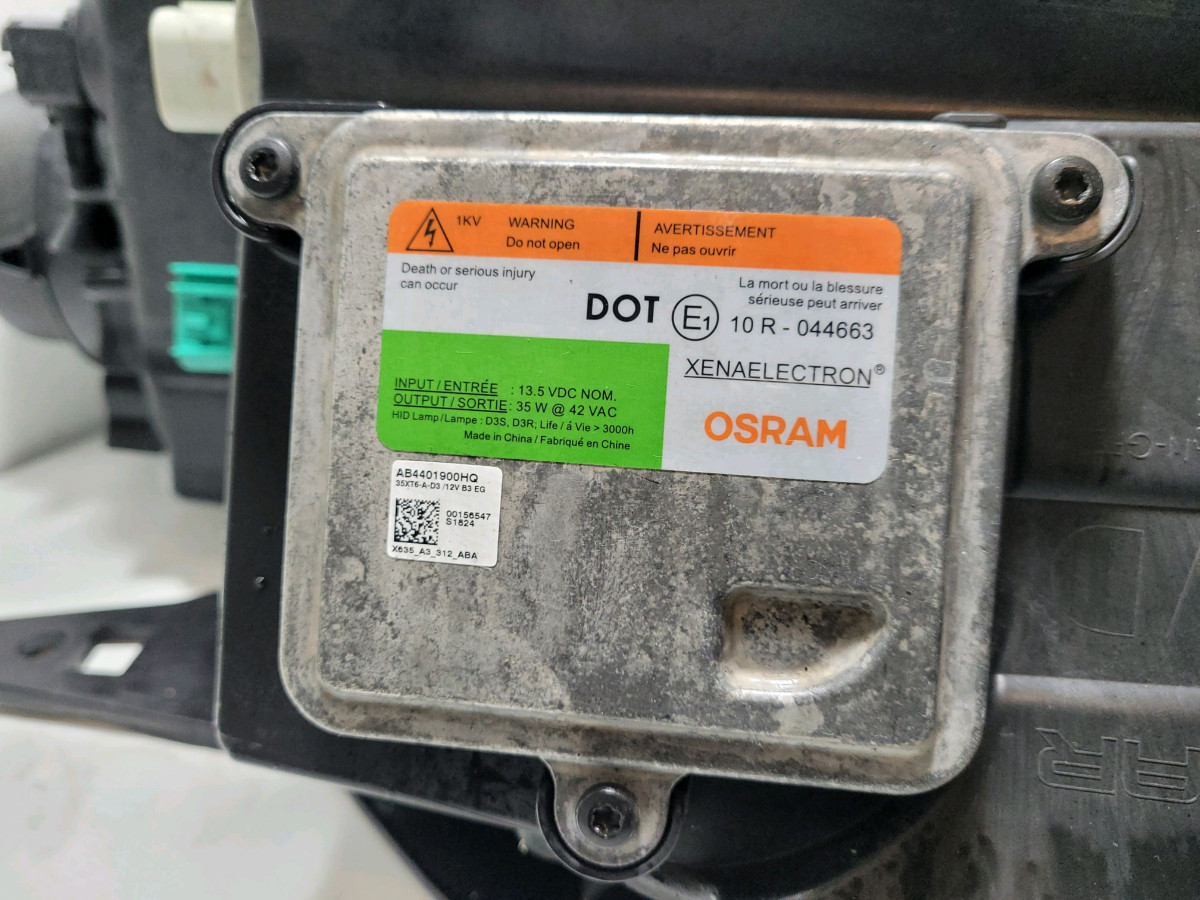 1KV
WARNING
Do not open
AVERTISSEMENT
Ne pas ouvrir
Death or serious injury
can occur
La mort ou la blessure
sérieuse peut arriver
DOT E1 10 R - 044663
XENAELECTRON®
OSRAM
INPUT / ENTRÉE : 13.5 VDC NOM.
OUTPUT / SORTIE : 35 W @ 42 VAC
HID Lamp / Lampe : D3S, D3R; Life / á Vie > 3000h
Made in China / Fabriqué en Chine
AB4401900HQ
35XT6-A-D3 /12V B3 EG
00156547
S1824
X635_A3_312_ABA